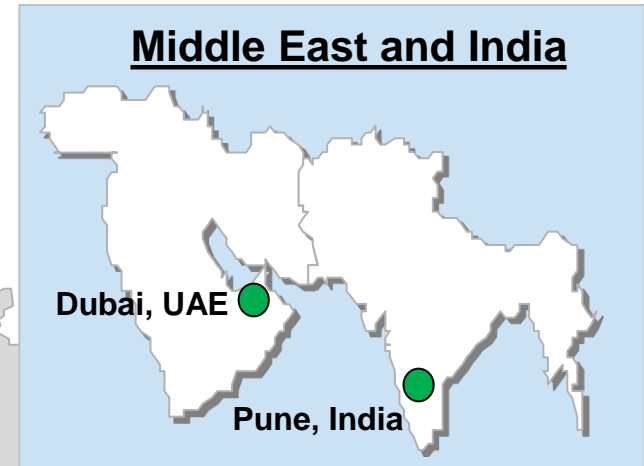 Middle East and India
Dubai, UAE
Pune, India